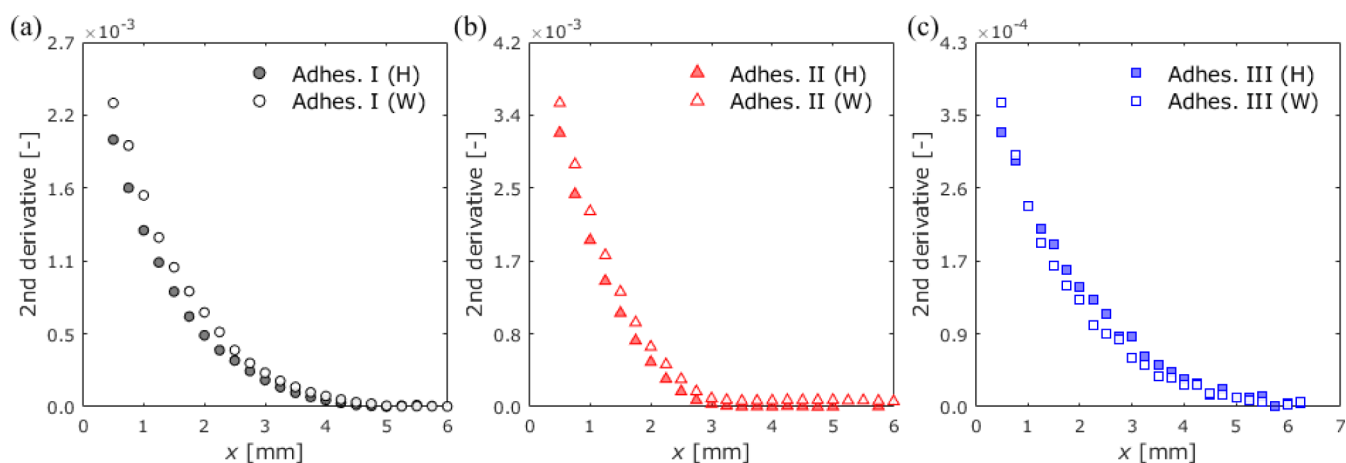 (a)
×10⁻³
2.7
2.2
1.6
1.1
0.5
0.0
2nd derivative [-]
Adhes. I (H)
Adhes. I (W)
0 1 2 3 4 5 6
x [mm]
(b)
×10⁻³
4.2
3.4
2.5
1.7
0.8
0.0
2nd derivative [-]
Adhes. II (H)
Adhes. II (W)
0 1 2 3 4 5 6
x [mm]
(c)
×10⁻⁴
4.3
3.5
2.6
1.7
0.9
0.0
2nd derivative [-]
Adhes. III (H)
Adhes. III (W)
0 1 2 3 4 5 6 7
x [mm]